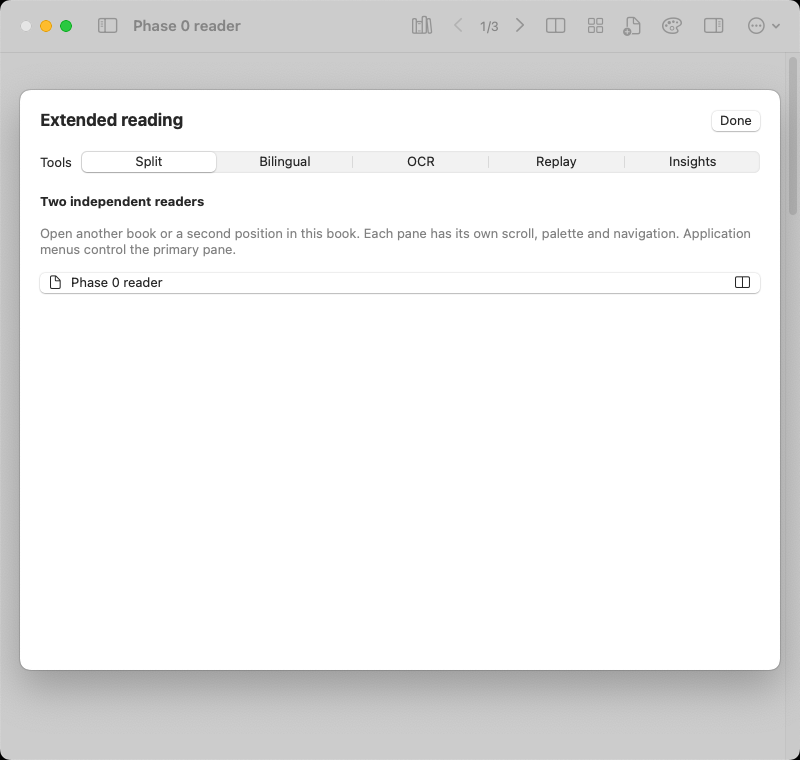 Phase 0 reader
1/3
Extended reading
Done
Tools
Split
Bilingual
OCR
Replay
Insights
Two independent readers
Open another book or a second position in this book. Each pane has its own scroll, palette and navigation. Application
menus control the primary pane.
Phase 0 reader